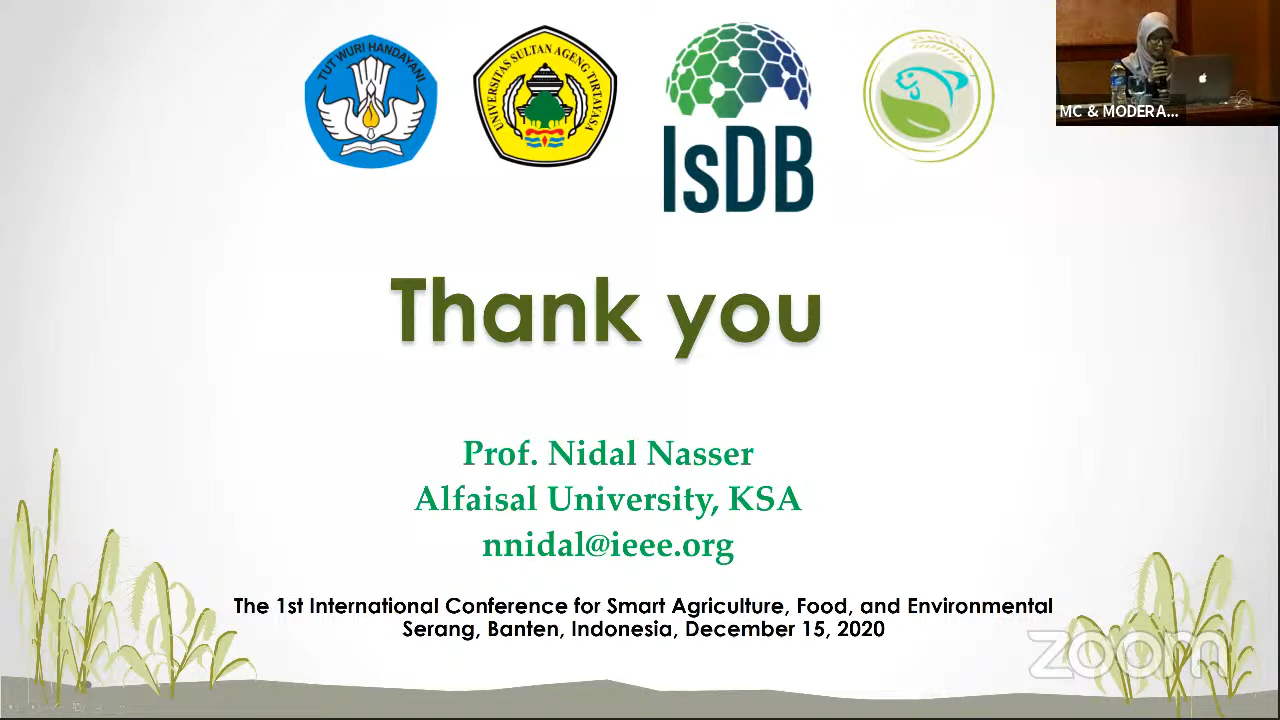 TUT WURI HANDAYANI
UNIVERSITAS SULTAN AGENG TIRTAYASA
IsDB
MC & MODERA...
Thank you
Prof. Nidal Nasser
Alfaisal University, KSA
nnidal@ieee.org
The 1st International Conference for Smart Agriculture, Food, and Environmental
Serang, Banten, Indonesia, December 15, 2020
zoom